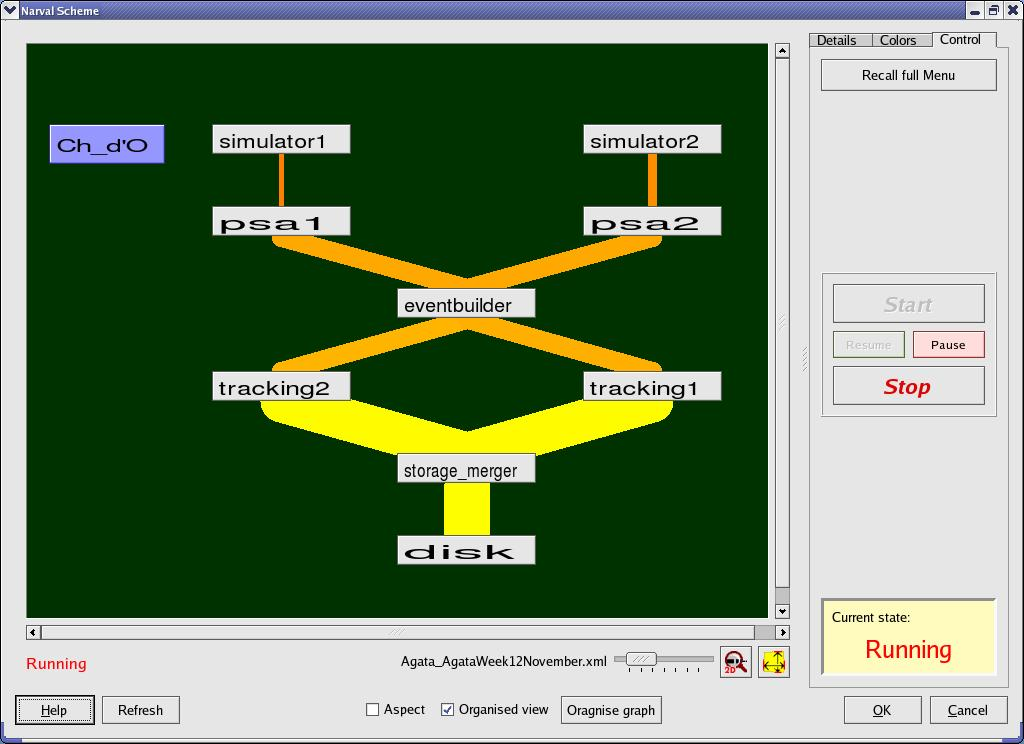 Narval Scheme
Details Colors Control
Recall full Menu
Ch_d'O
simulator1
simulator2
psa1
psa2
eventbuilder
tracking2
tracking1
storage_merger
disk
Start
Resume Pause
Stop
Current state:
Running
Running
Agata_AgataWeek12November.xml
2D
Help
Refresh
Aspect
Organised view
Oragnise graph
OK
Cancel